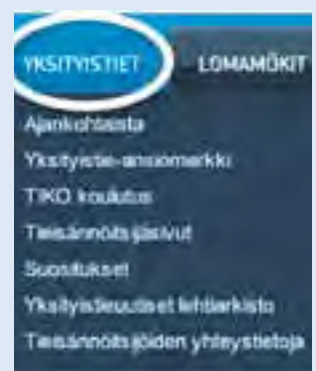 YKSITYISTIET LOMAMÖKIT
Ajankohtaista
Yksityistie-ansiomerkki
TIKO koulutus
Tieisännöitsijäsivut
Suositukset
Yksityistieuutiset lehtiarkisto
Tieisännöitsijöiden yhteystietoja